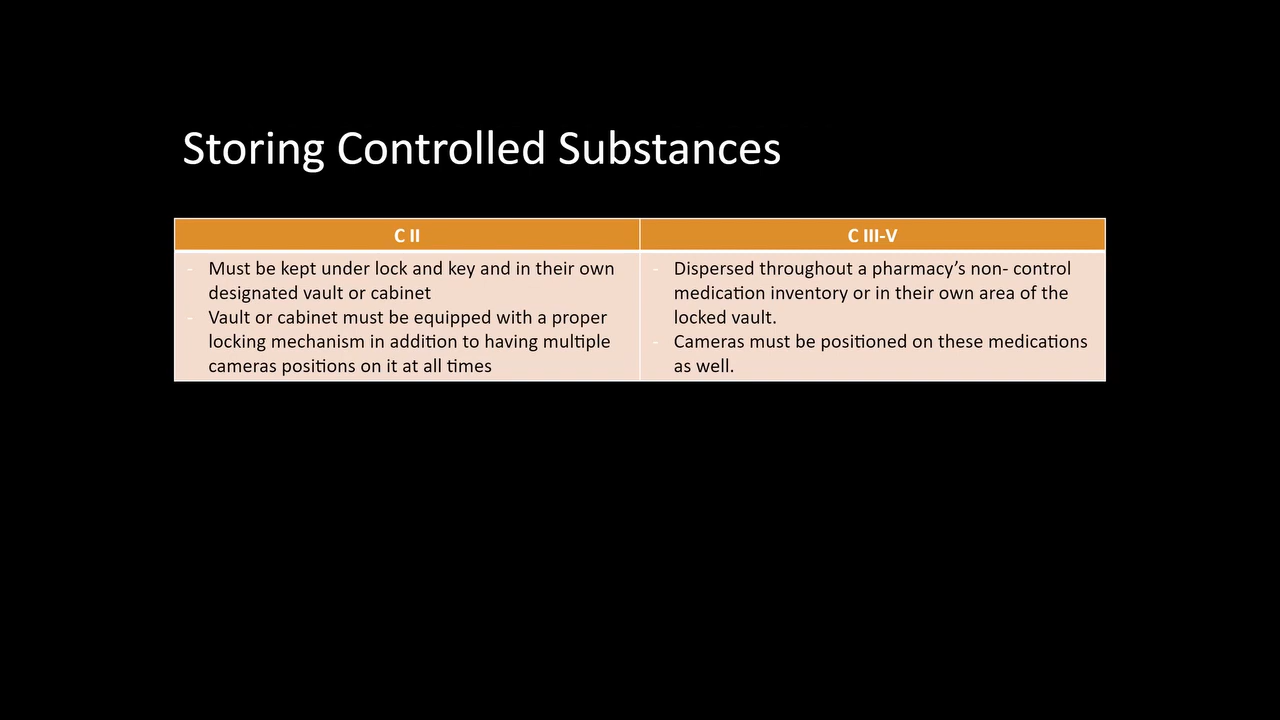 Storing Controlled Substances
C II
- Must be kept under lock and key and in their own
designated vault or cabinet
- Vault or cabinet must be equipped with a proper
locking mechanism in addition to having multiple
cameras positions on it at all times
C III-V
- Dispersed throughout a pharmacy’s non- control
medication inventory or in their own area of the
locked vault.
- Cameras must be positioned on these medications
as well.